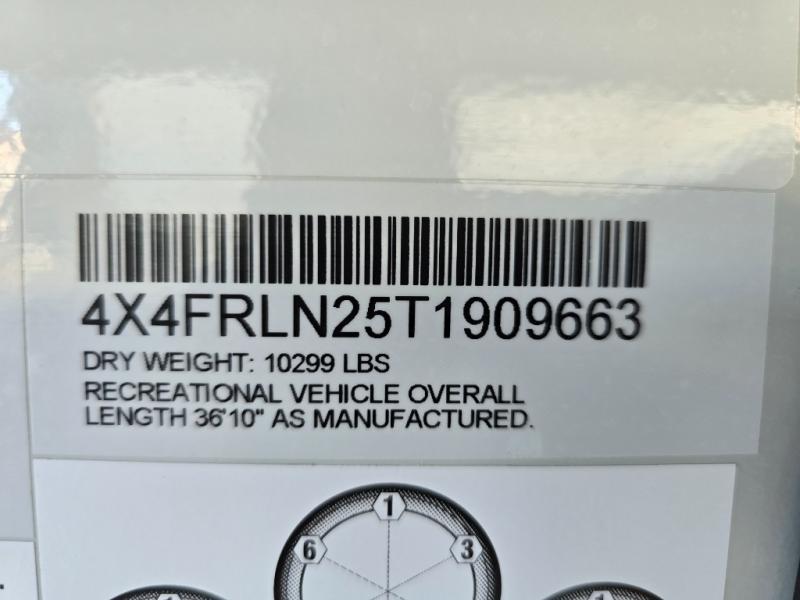 4X4FRLN25T1909663
DRY WEIGHT: 10299 LBS
RECREATIONAL VEHICLE OVERALL
LENGTH 36'10" AS MANUFACTURED.
1
6
3